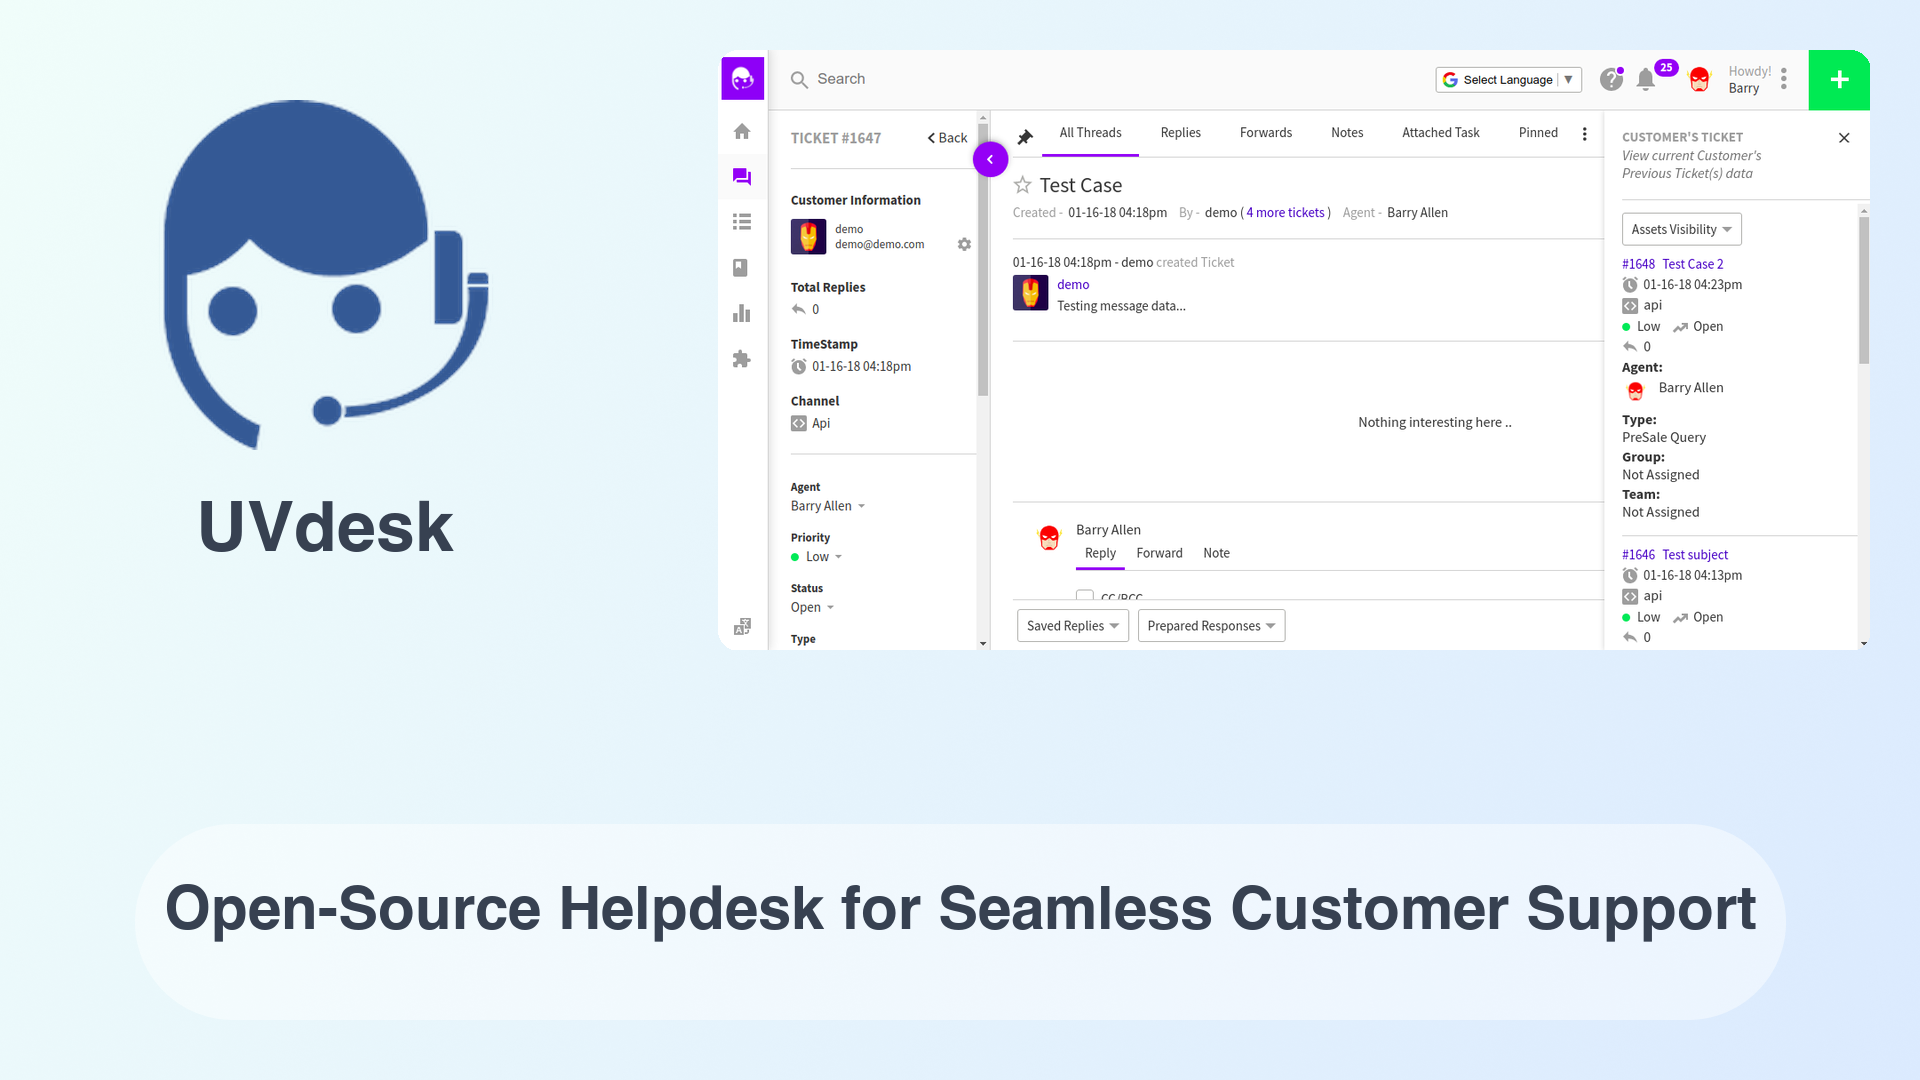 UVdesk
Search
Select Language
25
Howdy!
Barry
+
TICKET #1647
Back
Customer Information
demo
demo@demo.com
Total Replies
0
TimeStamp
01-16-18 04:18pm
Channel
Api
Agent
Barry Allen
Priority
Low
Status
Open
Type
All Threads
Replies
Forwards
Notes
Attached Task
Pinned
Test Case
Created - 01-16-18 04:18pm By - demo ( 4 more tickets ) Agent - Barry Allen
01-16-18 04:18pm - demo created Ticket
demo
Testing message data...
Nothing interesting here ..
Barry Allen
Reply
Forward
Note
CC/BCC
Saved Replies
Prepared Responses
CUSTOMER'S TICKET
View current Customer's
Previous Ticket(s) data
Assets Visibility
#1648 Test Case 2
01-16-18 04:23pm
api
Low Open
0
Agent:
Barry Allen
Type:
PreSale Query
Group:
Not Assigned
Team:
Not Assigned
#1646 Test subject
01-16-18 04:13pm
api
Low Open
0
Open-Source Helpdesk for Seamless Customer Support